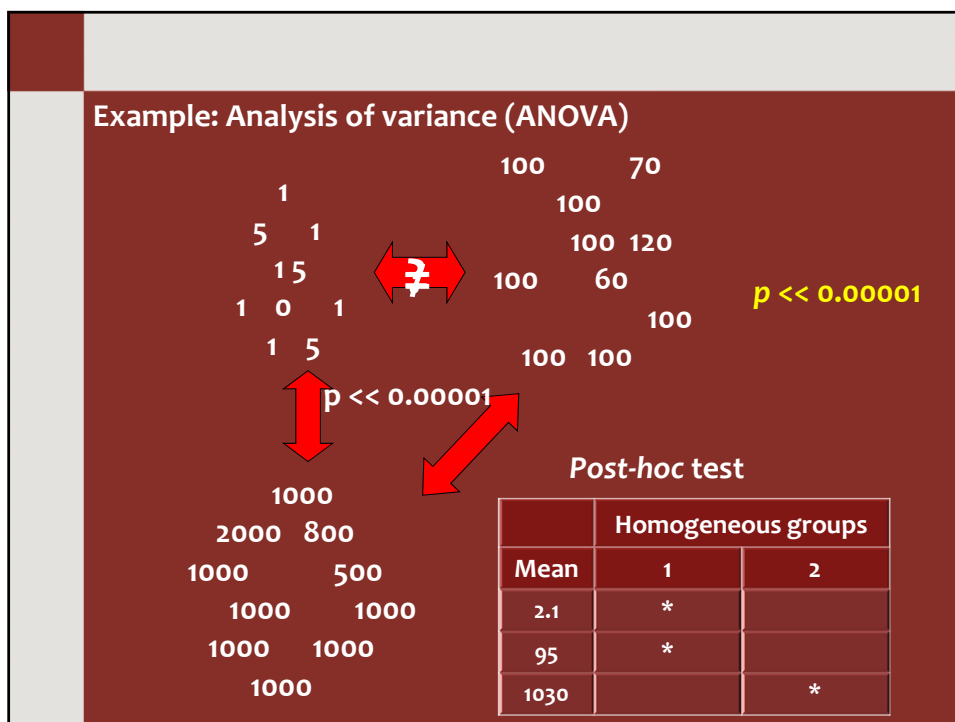 Example: Analysis of variance (ANOVA)
1
5 1
1 5
1 0 1
1 5
≠
100 70
100
100 120
100 60
100
100 100
p << 0.00001
p << 0.00001
1000
2000 800
1000 500
1000 1000
1000 1000
1000
Post-hoc test
Homogeneous groups
Mean 1 2
2.1 *
95 *
1030 *